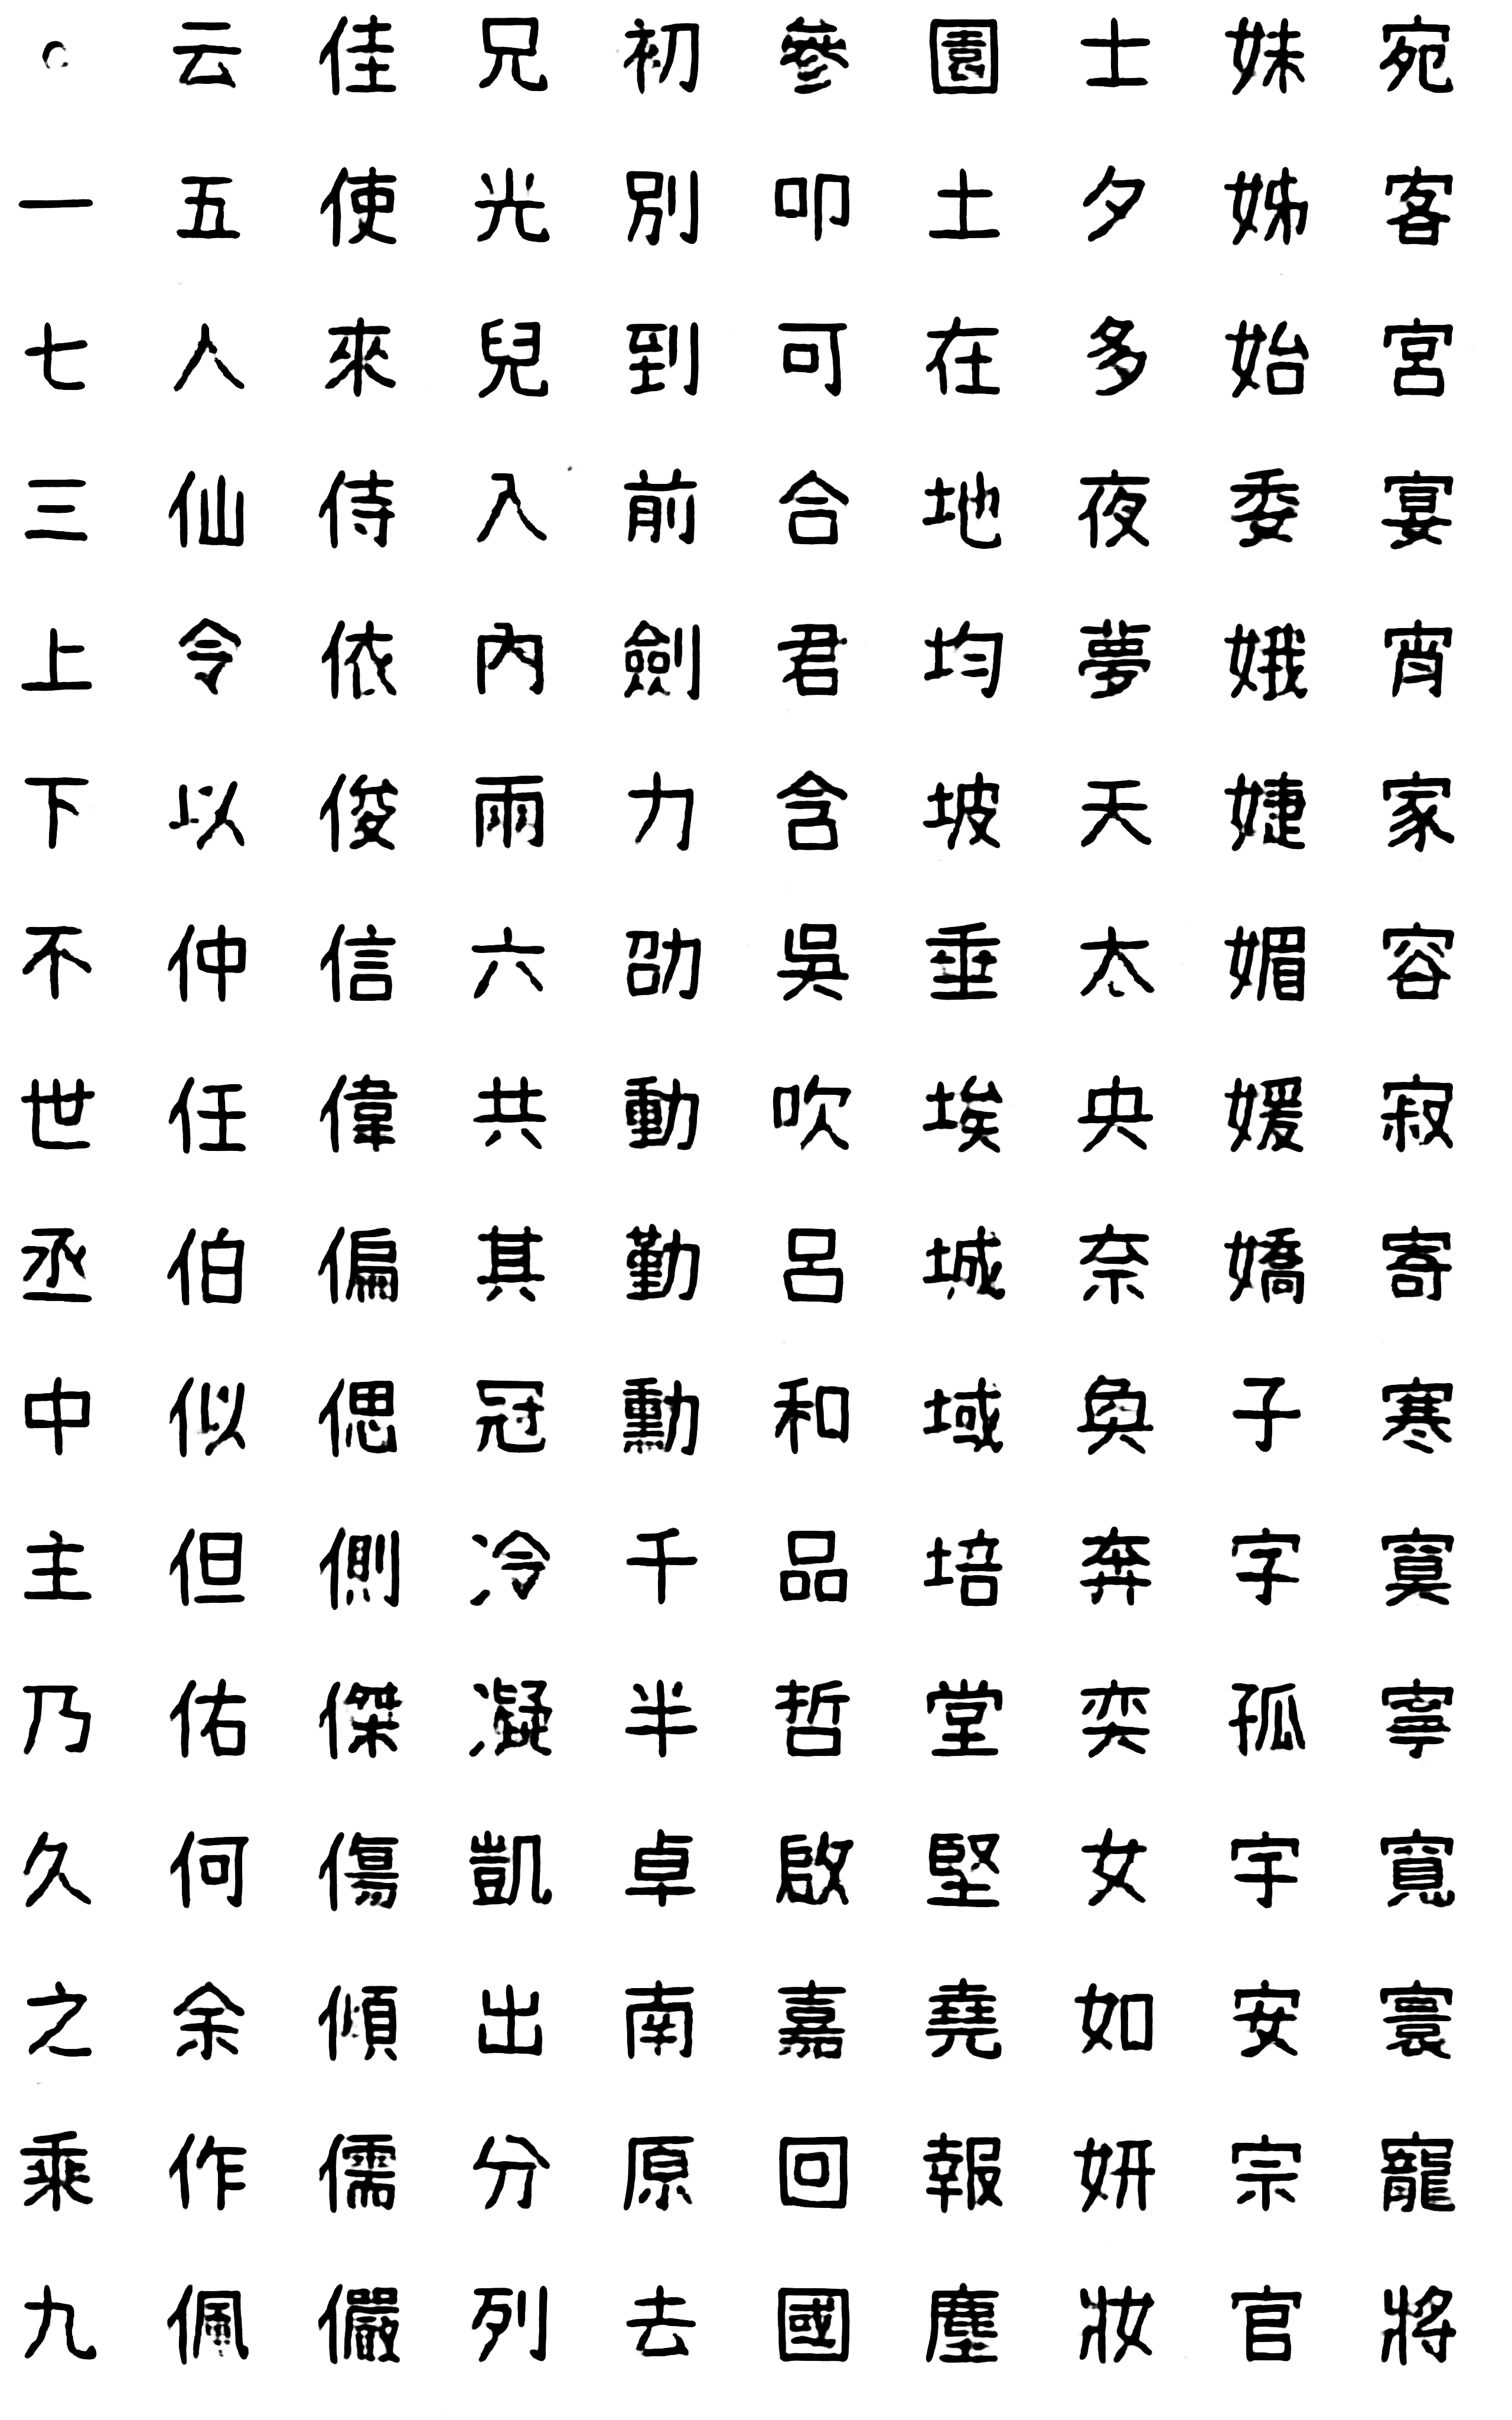 。一七三上下不世丞中主乃久之乘九
云五人仙令以仲任伯似但佑何余作佩
佳使來侍依俊信偉偏偲側傑傷傾儒儼
兄光兒入內兩六共其冠冷凝凱出分列
初別到前劍力劭動勤勳千半卓南原去
參叩可合君含吳吹呂和品哲啟嘉回國
園土在地均坡垂埃城域培堂堅堯報塵
士夕多夜夢天太央奈奐奔奕女如妍妝
妹姊始委娥婕媚媛嬌子字孤宇安宗官
宛客宮宴宵家容寂寄寒寞寧寬寰寵將